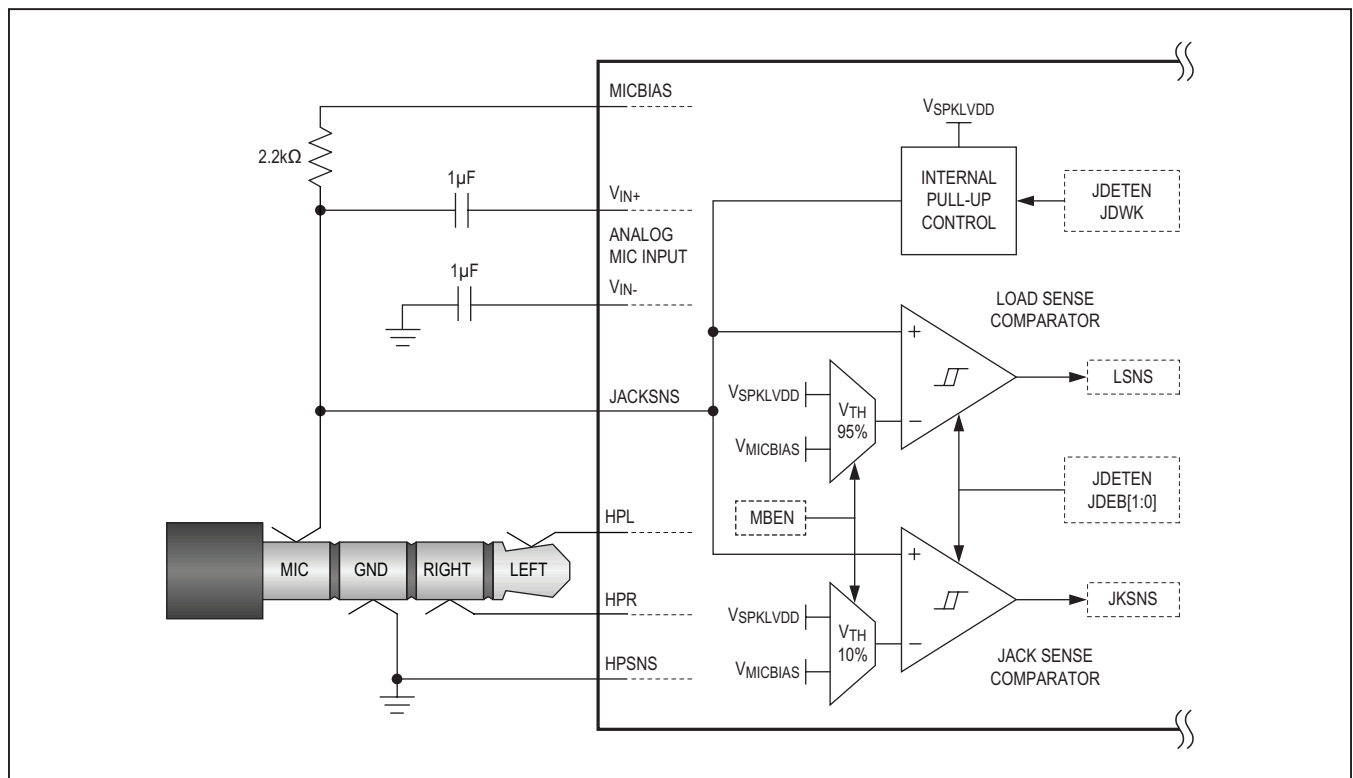 MICBIAS
2.2kΩ
1µF
VIN+
ANALOG
MIC INPUT
1µF
VIN-
JACKSNS
MIC
GND
RIGHT
LEFT
HPL
HPR
HPSNS
VSPKLVDD
INTERNAL
PULL-UP
CONTROL
JDETEN
JDWK
LOAD SENSE
COMPARATOR
+
−
LSNS
VSPKLVDD
VMICBIAS
VTH
95%
MBEN
JDETEN
JDEB[1:0]
+
−
JKSNS
VSPKLVDD
VMICBIAS
VTH
10%
JACK SENSE
COMPARATOR